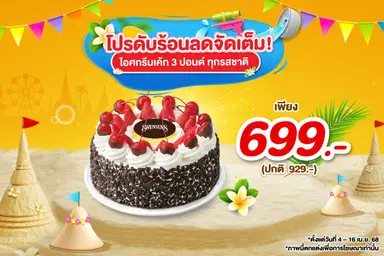 โปรดับร้อนลดจัดเต็ม!
ไอศกรีมเค้ก 3 ปอนด์ ทุกรสชาติ
SWENSEN'S
เพียง
699.-
(ปกติ 929.-)
*ตั้งแต่วันที่ 4 - 16 เม.ย. 68
*ภาพนี้ตกแต่งเพื่อการโฆษณาเท่านั้น